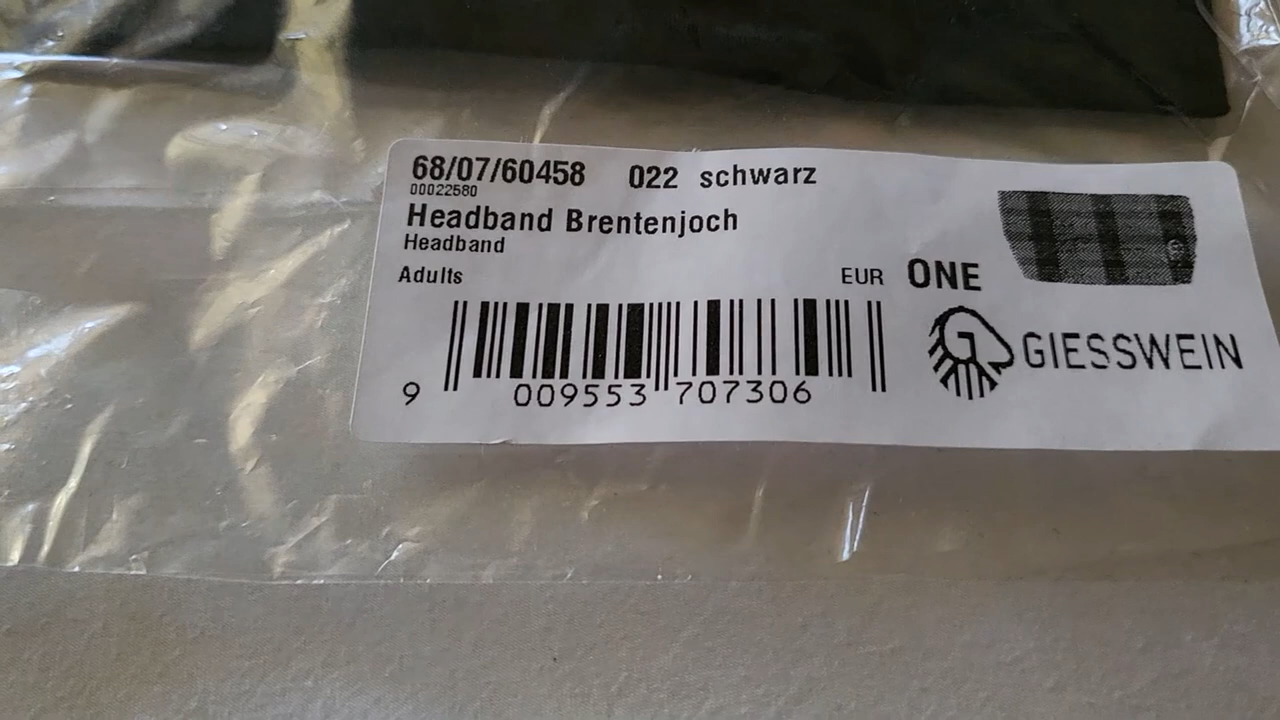 68/07/60458 022 schwarz
00022580
Headband Brentenjoch
Headband
Adults EUR ONE
GIESSWEIN
9 009553 707306